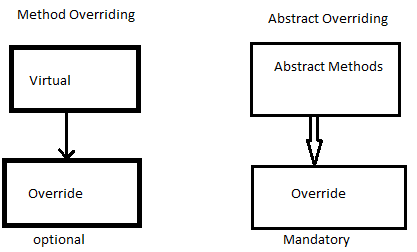 Method Overriding
Virtual
Override
optional
Abstract Overriding
Abstract Methods
Override
Mandatory